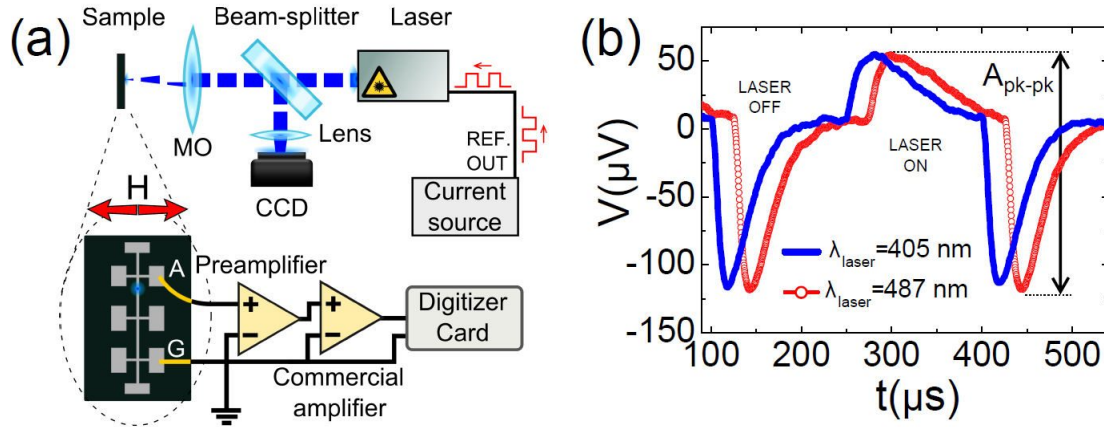 (a)
Sample
Beam-splitter
Laser
MO
Lens
CCD
REF.
OUT
Current
source
H
A
G
Preamplifier
+
−
+
−
Commercial
amplifier
Digitizer
Card
(b)
V(μV)
50
0
-50
-100
-150
LASER
OFF
LASER
ON
A pk-pk
λ laser=405 nm
λ laser=487 nm
100
200
300
400
500
t(μs)